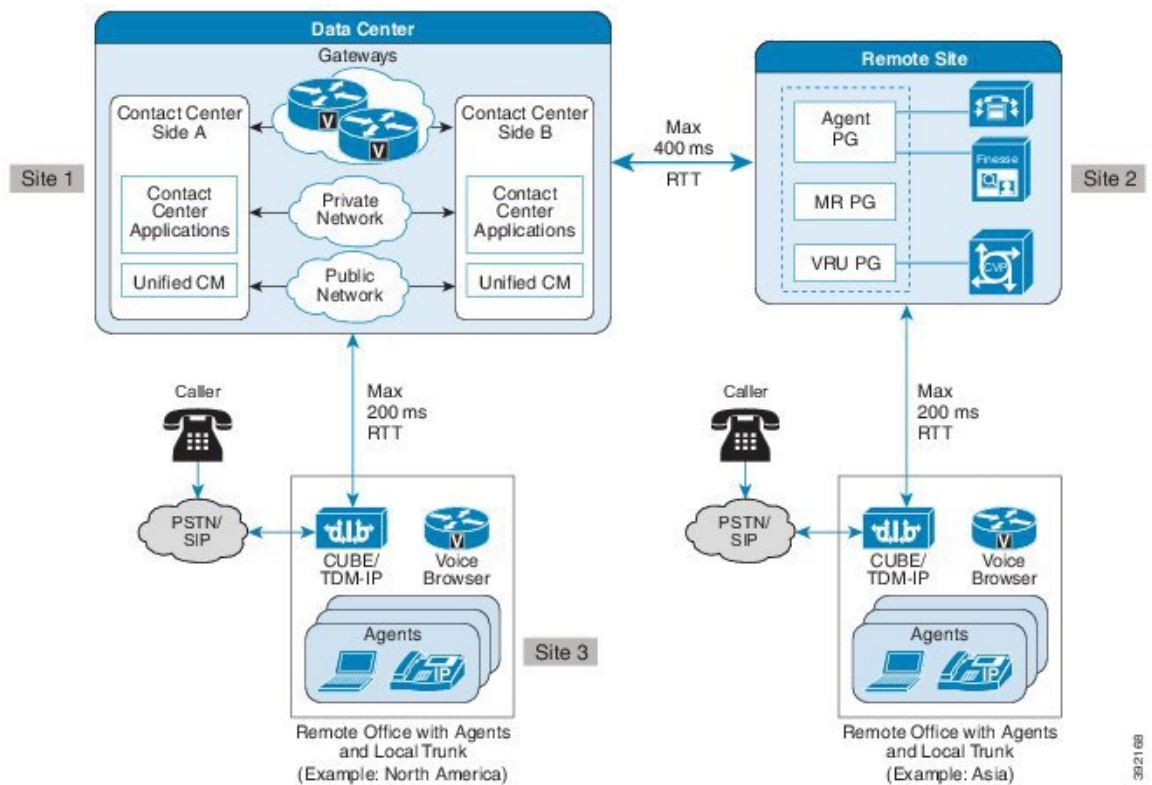 Data Center
Gateways
V
V
Contact Center
Side A
Contact
Center
Applications
Unified CM
Private
Network
Public
Network
Contact Center
Side B
Contact
Center
Applications
Unified CM
Site 1
Max
400 ms
RTT
Remote Site
Agent
PG
MR PG
VRU PG
Finesse
CVP
Site 2
Caller
PSTN/
SIP
Max
200 ms
RTT
CUBE/
TDM-IP
V
Voice
Browser
Agents
IP
Site 3
Remote Office with Agents
and Local Trunk
(Example: North America)
Caller
PSTN/
SIP
Max
200 ms
RTT
CUBE/
TDM-IP
V
Voice
Browser
Agents
IP
Remote Office with Agents
and Local Trunk
(Example: Asia)
392168